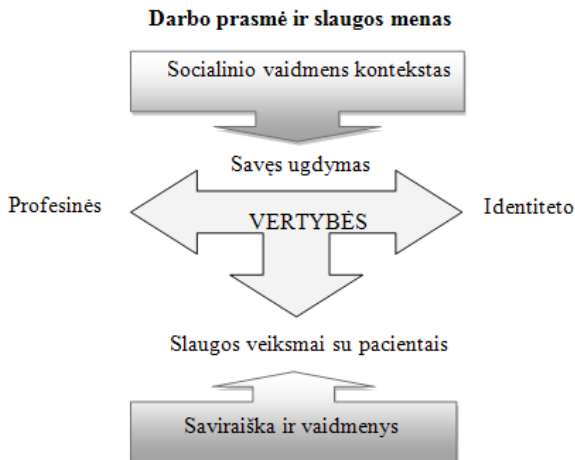 Darbo prasmė ir slaugos menas
Socialinio vaidmens kontekstas
Savęs ugdymas
Profesinės
VERTYBĖS
Identiteto
Slaugos veiksmai su pacientais
Saviraiška ir vaidmenys